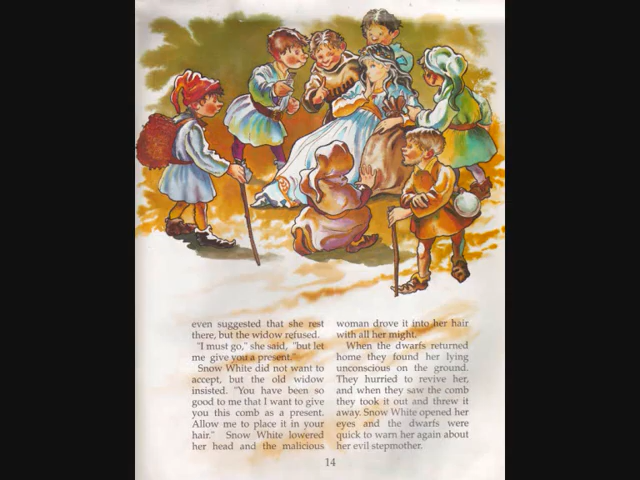 even suggested that she rest
there, but the widow refused.
"I must go," she said, "but let
me give you a present."
Snow White did not want to
accept, but the old widow
insisted. "You have been so
good to me that I want to give
you this comb as a present.
Allow me to place it in your
hair." Snow White lowered
her head and the malicious
woman drove it into her hair
with all her might.
When the dwarfs returned
home they found her lying
unconscious on the ground.
They hurried to revive her,
and when they saw the comb
they took it out and threw it
away. Snow White opened her
eyes and the dwarfs were
quick to warn her again about
her evil stepmother.
14